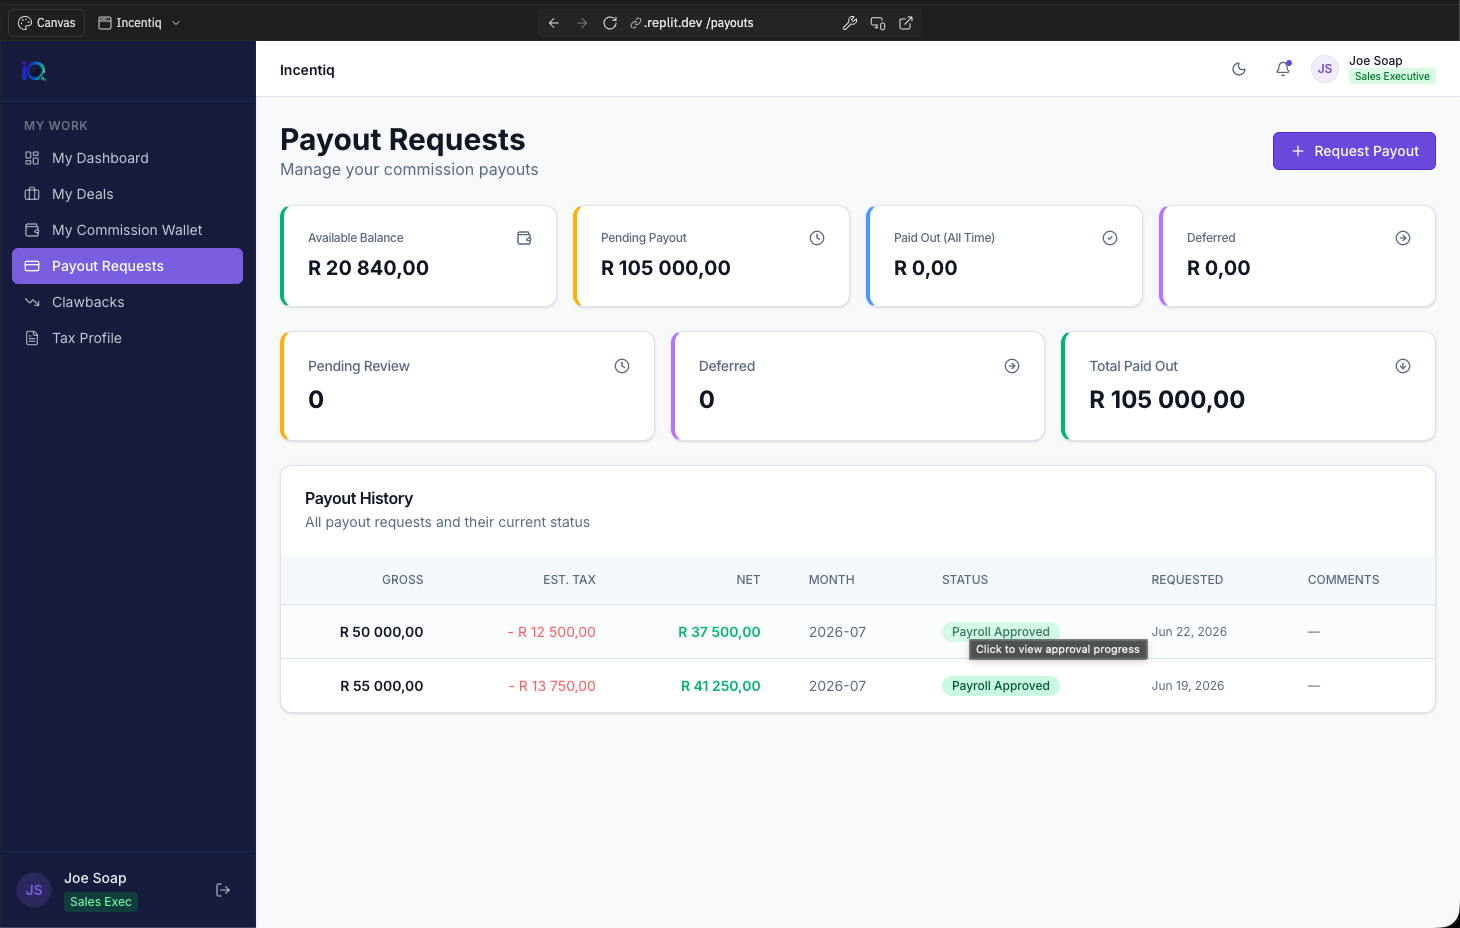 Canvas
Incentiq
.replit.dev /payouts
iQ
Incentiq
JS
Joe Soap
Sales Executive
MY WORK
My Dashboard
My Deals
My Commission Wallet
Payout Requests
Clawbacks
Tax Profile
Payout Requests
Manage your commission payouts
Request Payout
Available Balance
R 20 840,00
Pending Payout
R 105 000,00
Paid Out (All Time)
R 0,00
Deferred
R 0,00
Pending Review
0
Deferred
0
Total Paid Out
R 105 000,00
Payout History
All payout requests and their current status
GROSS EST. TAX NET MONTH STATUS REQUESTED COMMENTS
R 50 000,00 - R 12 500,00 R 37 500,00 2026-07 Payroll Approved Jun 22, 2026 —
Click to view approval progress
R 55 000,00 - R 13 750,00 R 41 250,00 2026-07 Payroll Approved Jun 19, 2026 —
JS
Joe Soap
Sales Exec